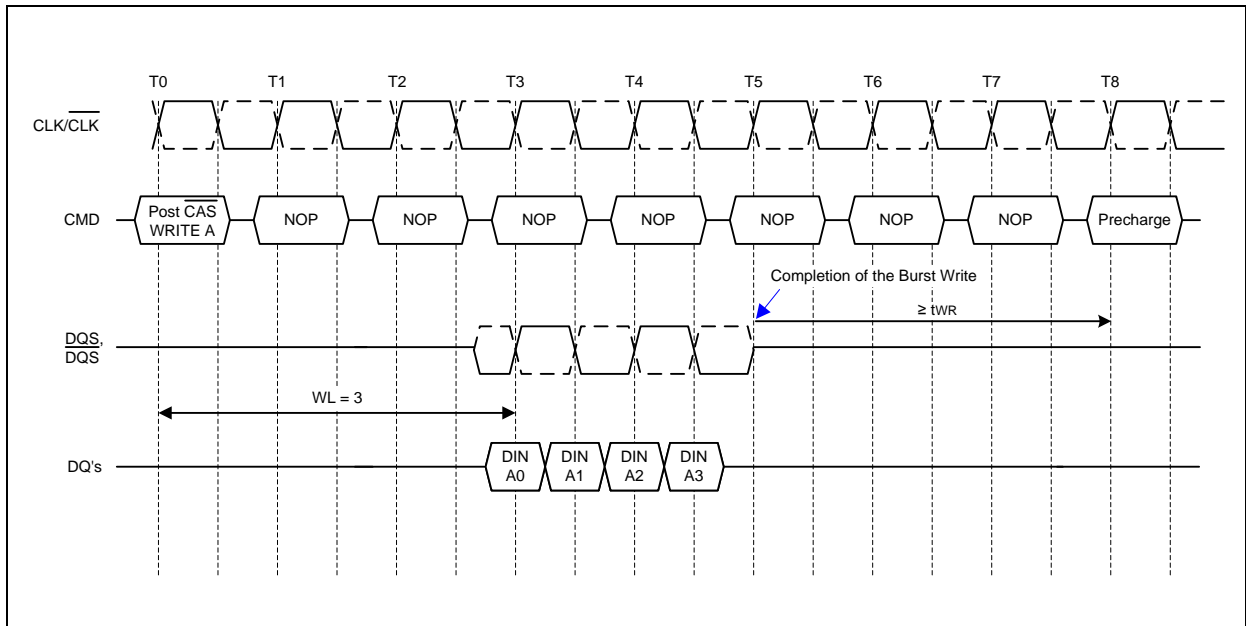 T0 T1 T2 T3 T4 T5 T6 T7 T8
CLK/CLK
CMD
Post CAS
WRITE A
NOP NOP NOP NOP NOP NOP NOP Precharge
Completion of the Burst Write
≥ tWR
DQS,
DQS
WL = 3
DQ's
DIN DIN DIN DIN
A0 A1 A2 A3